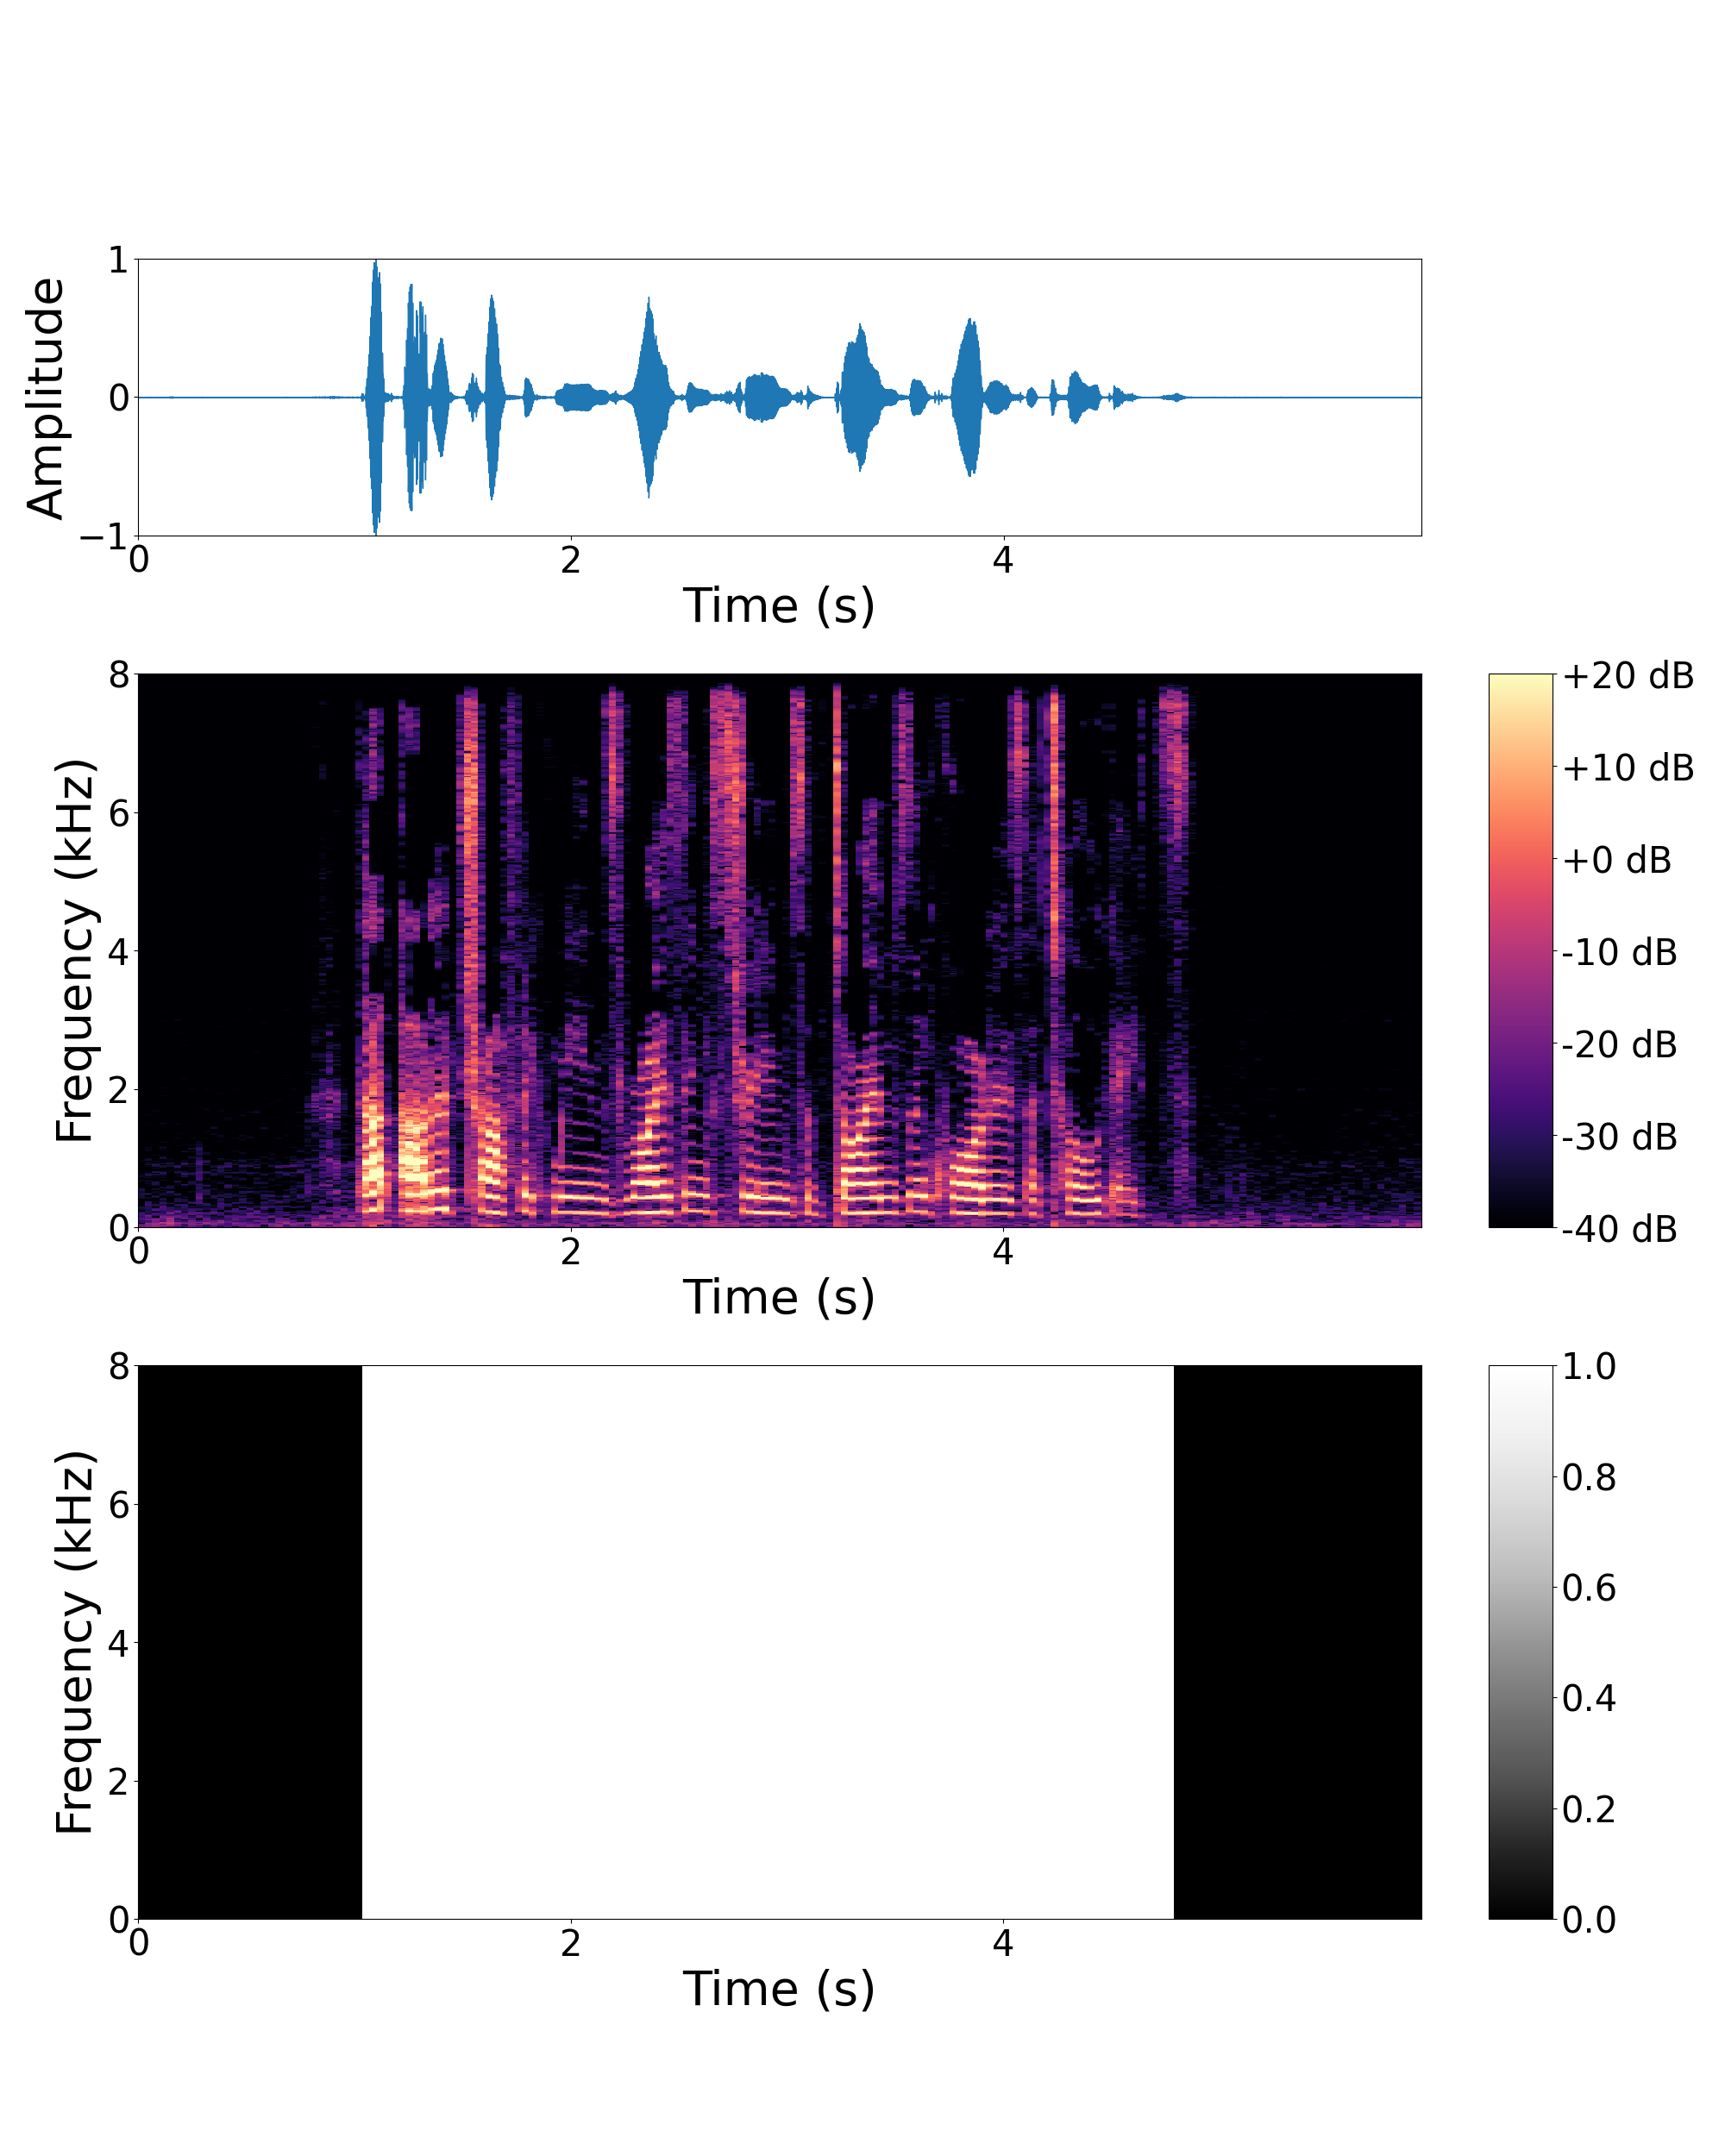 Amplitude
1
0
−1
0 2 4
Time (s)
Frequency (kHz)
8
6
4
2
0
0 2 4
Time (s)
+20 dB
+10 dB
+0 dB
-10 dB
-20 dB
-30 dB
-40 dB
Frequency (kHz)
8
6
4
2
0
0 2 4
Time (s)
1.0
0.8
0.6
0.4
0.2
0.0